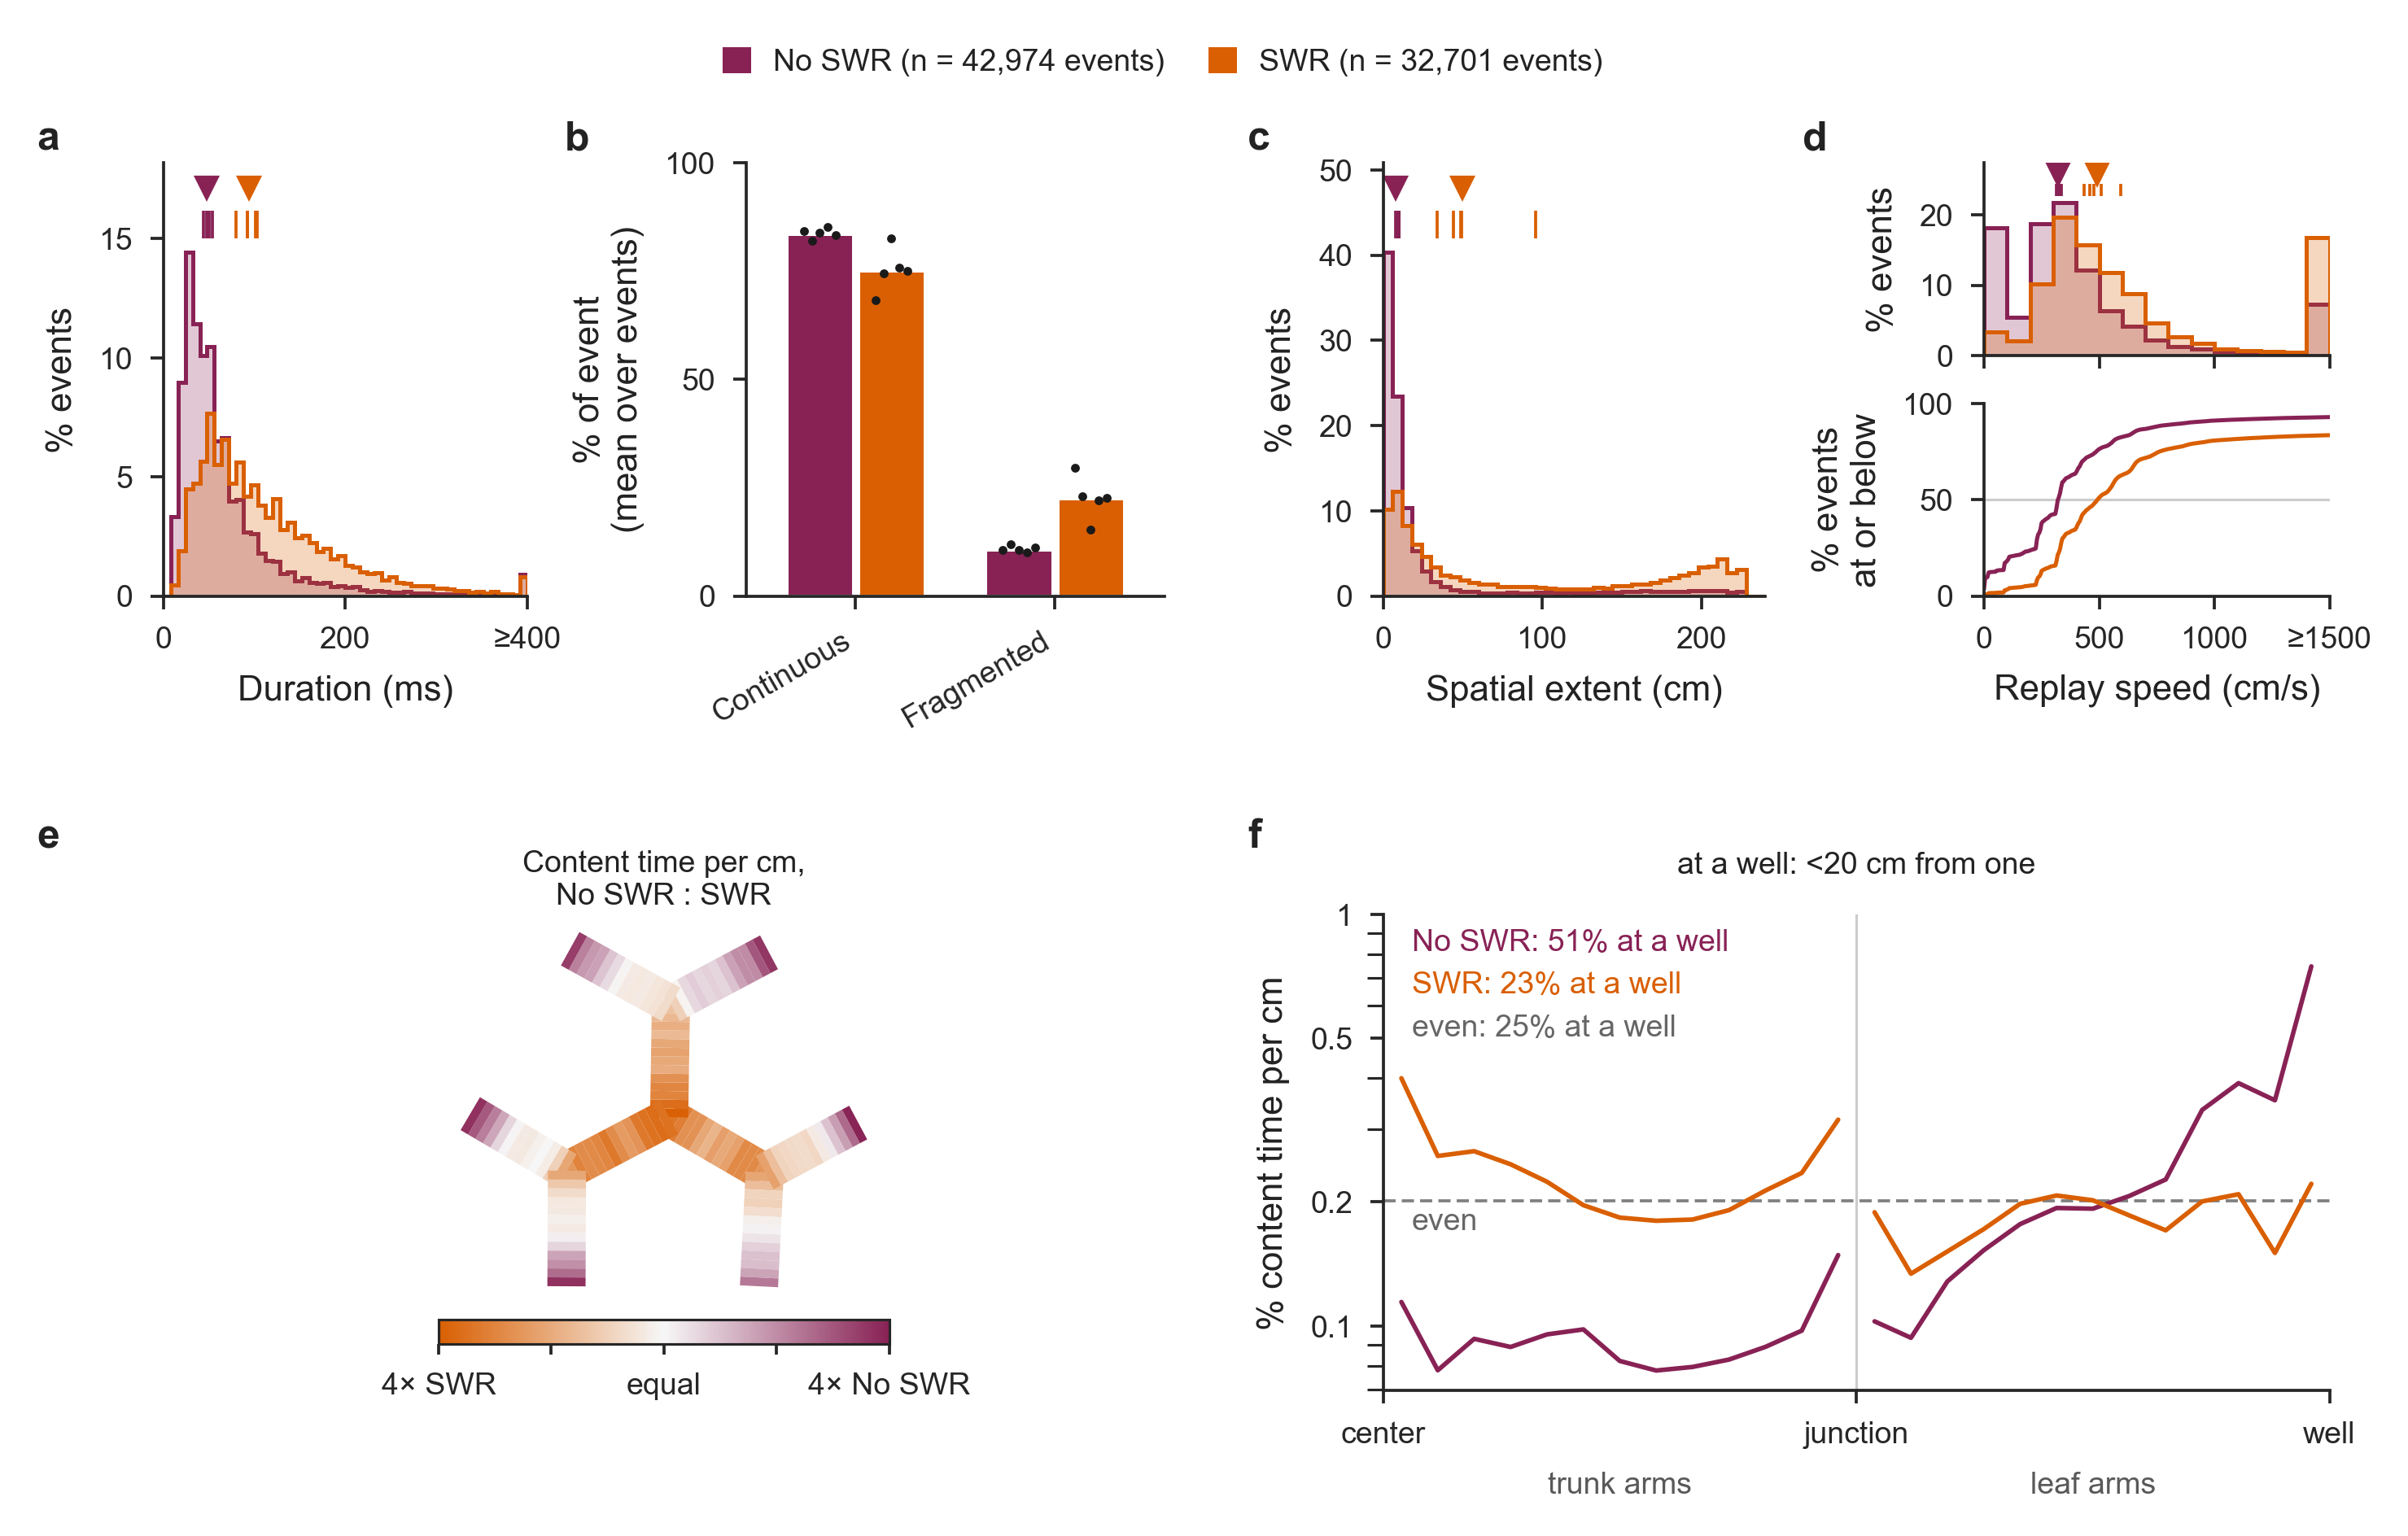 No SWR (n = 42,974 events)
SWR (n = 32,701 events)
a
% events
15
10
5
0
0
200
≥400
Duration (ms)
b
% of event
(mean over events)
100
50
0
Continuous
Fragmented
c
% events
50
40
30
20
10
0
0
100
200
Spatial extent (cm)
d
% events
20
10
0
% events
at or below
100
50
0
0
500
1000
≥1500
Replay speed (cm/s)
e
Content time per cm,
No SWR : SWR
4× SWR
equal
4× No SWR
f
at a well: <20 cm from one
% content time per cm
1
0.5
0.2
0.1
No SWR: 51% at a well
SWR: 23% at a well
even: 25% at a well
even
center
junction
well
trunk arms
leaf arms